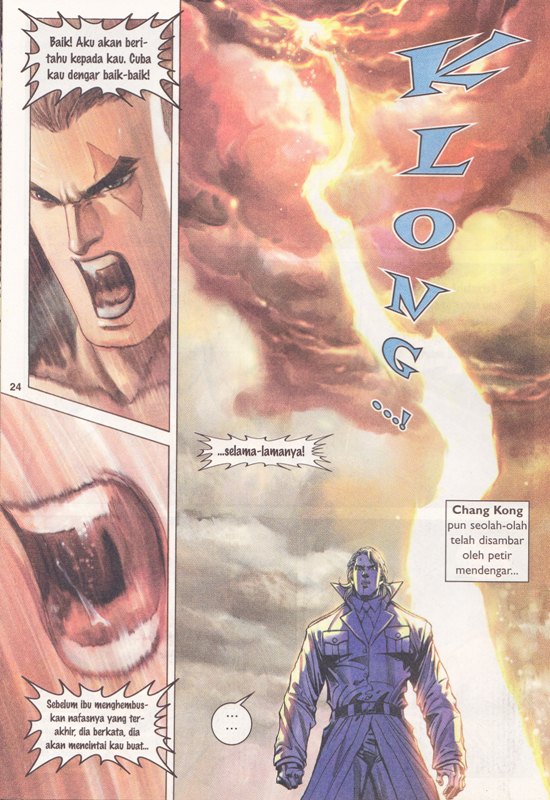 Baik! Aku akan beri-
tahu kepada kau. Cuba
kau dengar baik-baik!
24
Sebelum ibu menghembus-
kan nafasnya yang ter-
akhir, dia berkata, dia
akan mencintai kau buat...
KLONG...!
...selama-lamanya!
Chang Kong
pun seolah-olah
telah disambar
oleh petir
mendengar...
...
...